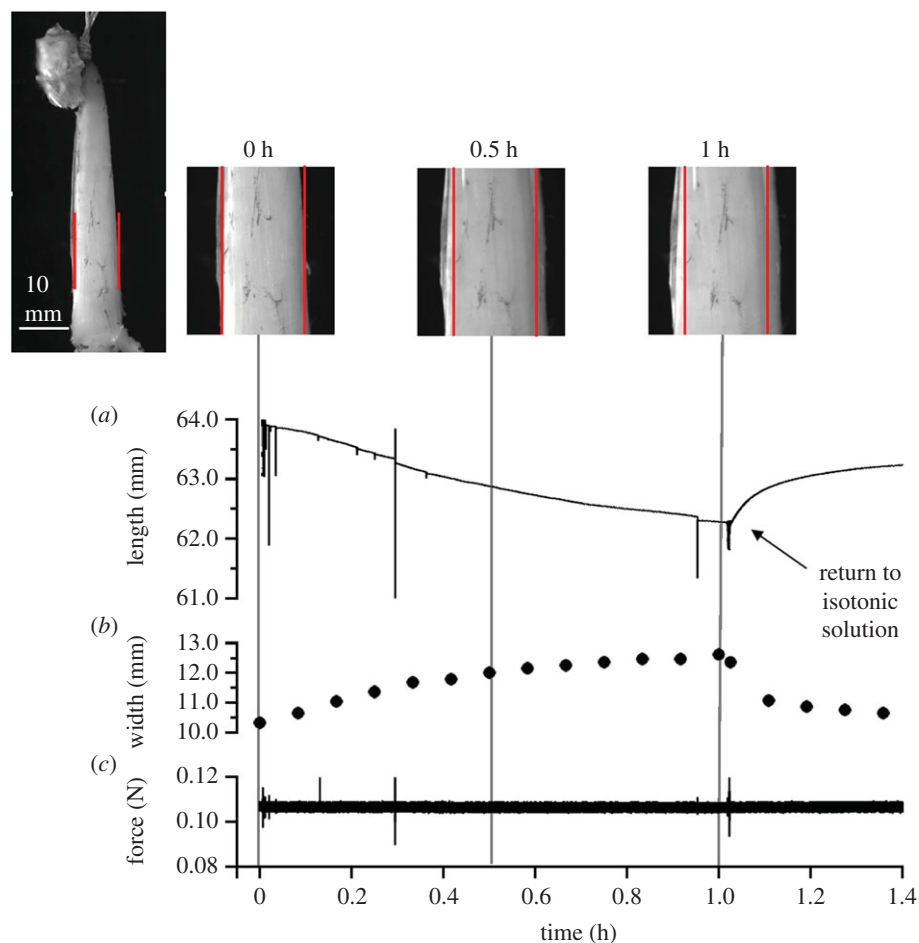 10
mm
0 h
0.5 h
1 h
(a)
64.0
63.0
62.0
61.0
length (mm)
return to
isotonic
solution
(b)
13.0
12.0
11.0
10.0
width (mm)
(c)
0.12
0.10
0.08
force (N)
0 0.2 0.4 0.6 0.8 1.0 1.2 1.4
time (h)